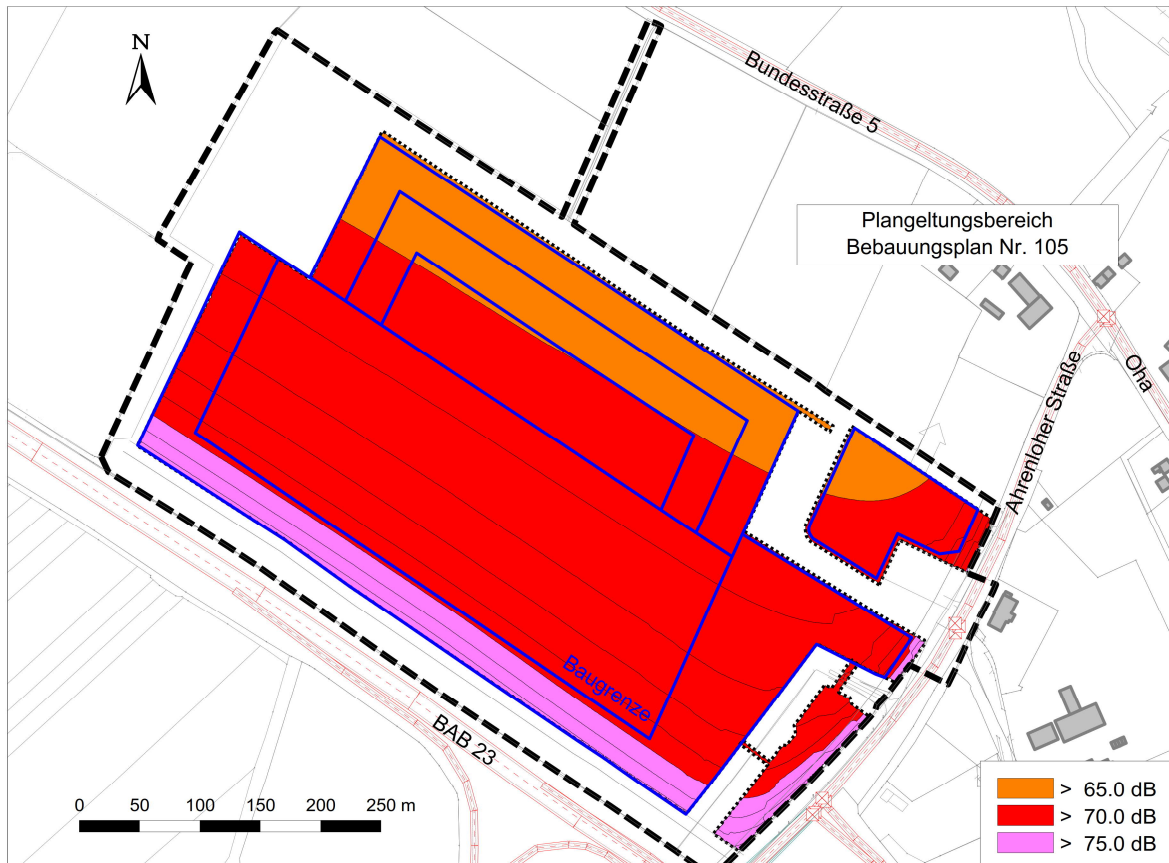 N
Bundesstraße 5
Plangeltungsbereich
Bebauungsplan Nr. 105
Oha
Ahrenloher Straße
Baugrenze
BAB 23
0 50 100 150 200 250 m
> 65.0 dB
> 70.0 dB
> 75.0 dB